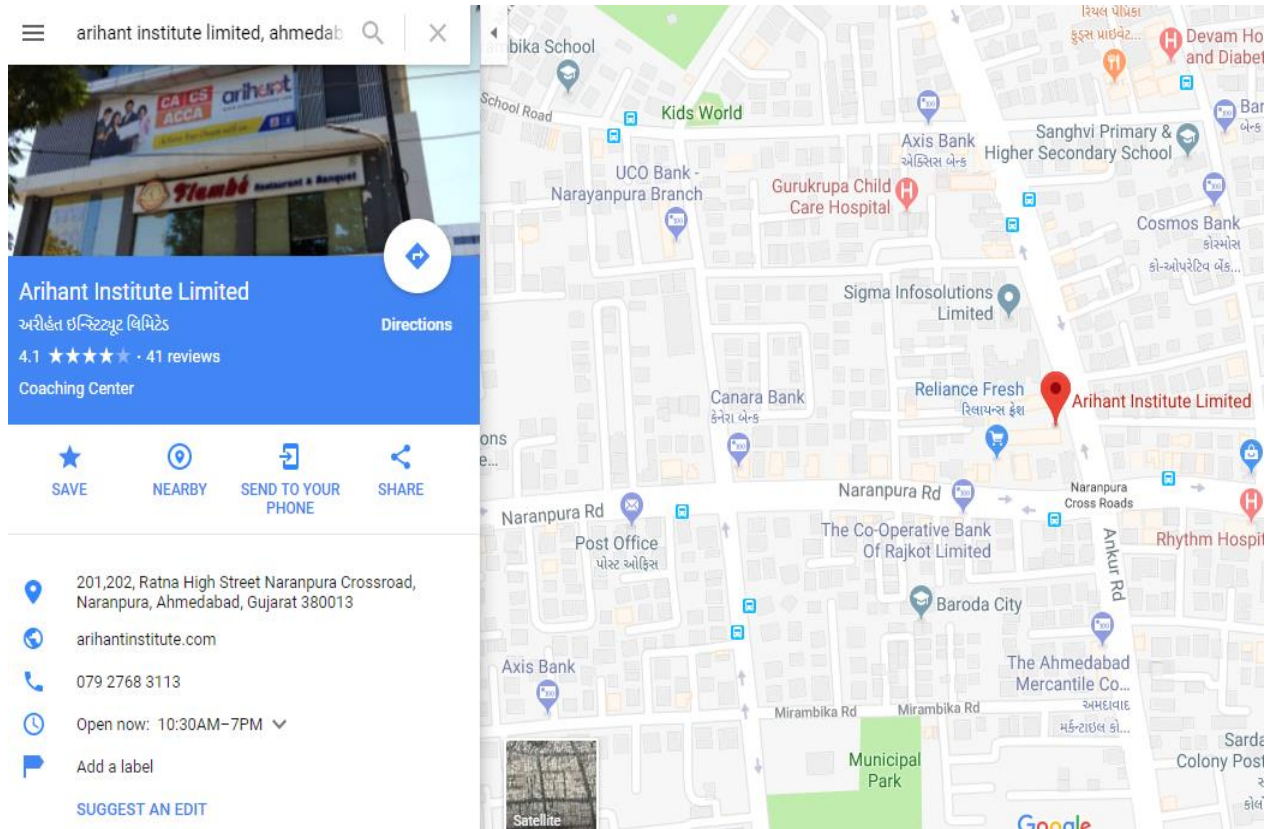 arihant institute limited, ahmedab
CA CS
ACCA
arihant
Flambé Restaurant & Banquet
Arihant Institute Limited
અરીહંત ઇન્સ્ટિટ્યુટ લિમિટેડ
Directions
4.1 ★★★★★ · 41 reviews
Coaching Center
SAVE
NEARBY
SEND TO YOUR
PHONE
SHARE
201,202, Ratna High Street Naranpura Crossroad,
Naranpura, Ahmedabad, Gujarat 380013
arihantinstitute.com
079 2768 3113
Open now: 10:30AM–7PM
Add a label
SUGGEST AN EDIT
bika School
School Road
Kids World
UCO Bank -
Narayanpura Branch
Axis Bank
એક્સિસ બેન્ક
Gurukrupa Child
Care Hospital
Sanghvi Primary &
Higher Secondary School
રિયલ પેપ્રિકા
ફુડ્સ પ્રાઇવેટ...
Devam Ho
and Diabet
Bar
બેન્ક
Cosmos Bank
કોસ્મોસ
કો-ઓપરેટિવ બેંક...
Sigma Infosolutions
Limited
Canara Bank
કેનેરા બેન્ક
Reliance Fresh
રિલાયન્સ ફ્રેશ
Arihant Institute Limited
ons
e...
Naranpura Rd
Naranpura Rd
Naranpura
Cross Roads
Post Office
પોસ્ટ ઓફિસ
The Co-Operative Bank
Of Rajkot Limited
Ankur Rd
Rhythm Hospit
Baroda City
Axis Bank
The Ahmedabad
Mercantile Co...
અમદાવાદ
મર્કન્ટાઇલ કો...
Mirambika Rd
Mirambika Rd
Municipal
Park
Sarda
Colony Post
કોલો
Satellite
Google